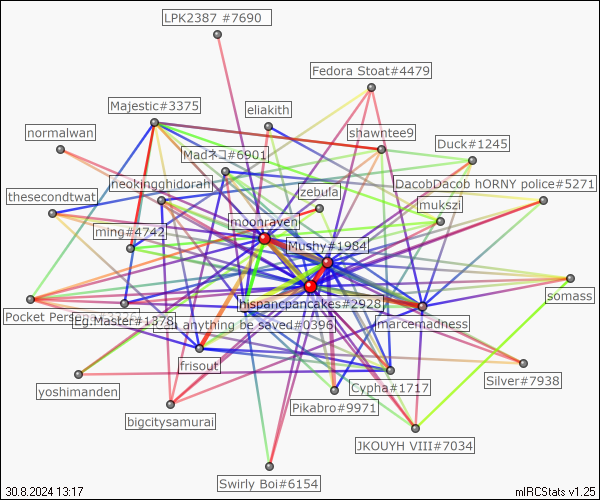 LPK2387 #7690
Fedora Stoat#4479
Majestic#3375
eliakith
normalwan
shawntee9
Duck#1245
Madネコ#6901
neokingghidorah
DacobDacob hORNY police#5271
thesecondtwat
zebula
mukszi
moonraven
ming#4742
Mushy#1984
somass
hispancpancakes#2928
Pocket Pers
Eg.Master#1378
n anything be saved#0396
marcemadness
frisout
Silver#7938
yoshimanden
Cypha#1717
Pikabro#9971
bigcitysamurai
JKOUYH VIII#7034
Swirly Boi#6154
30.8.2024 13:17
mIRCStats v1.25